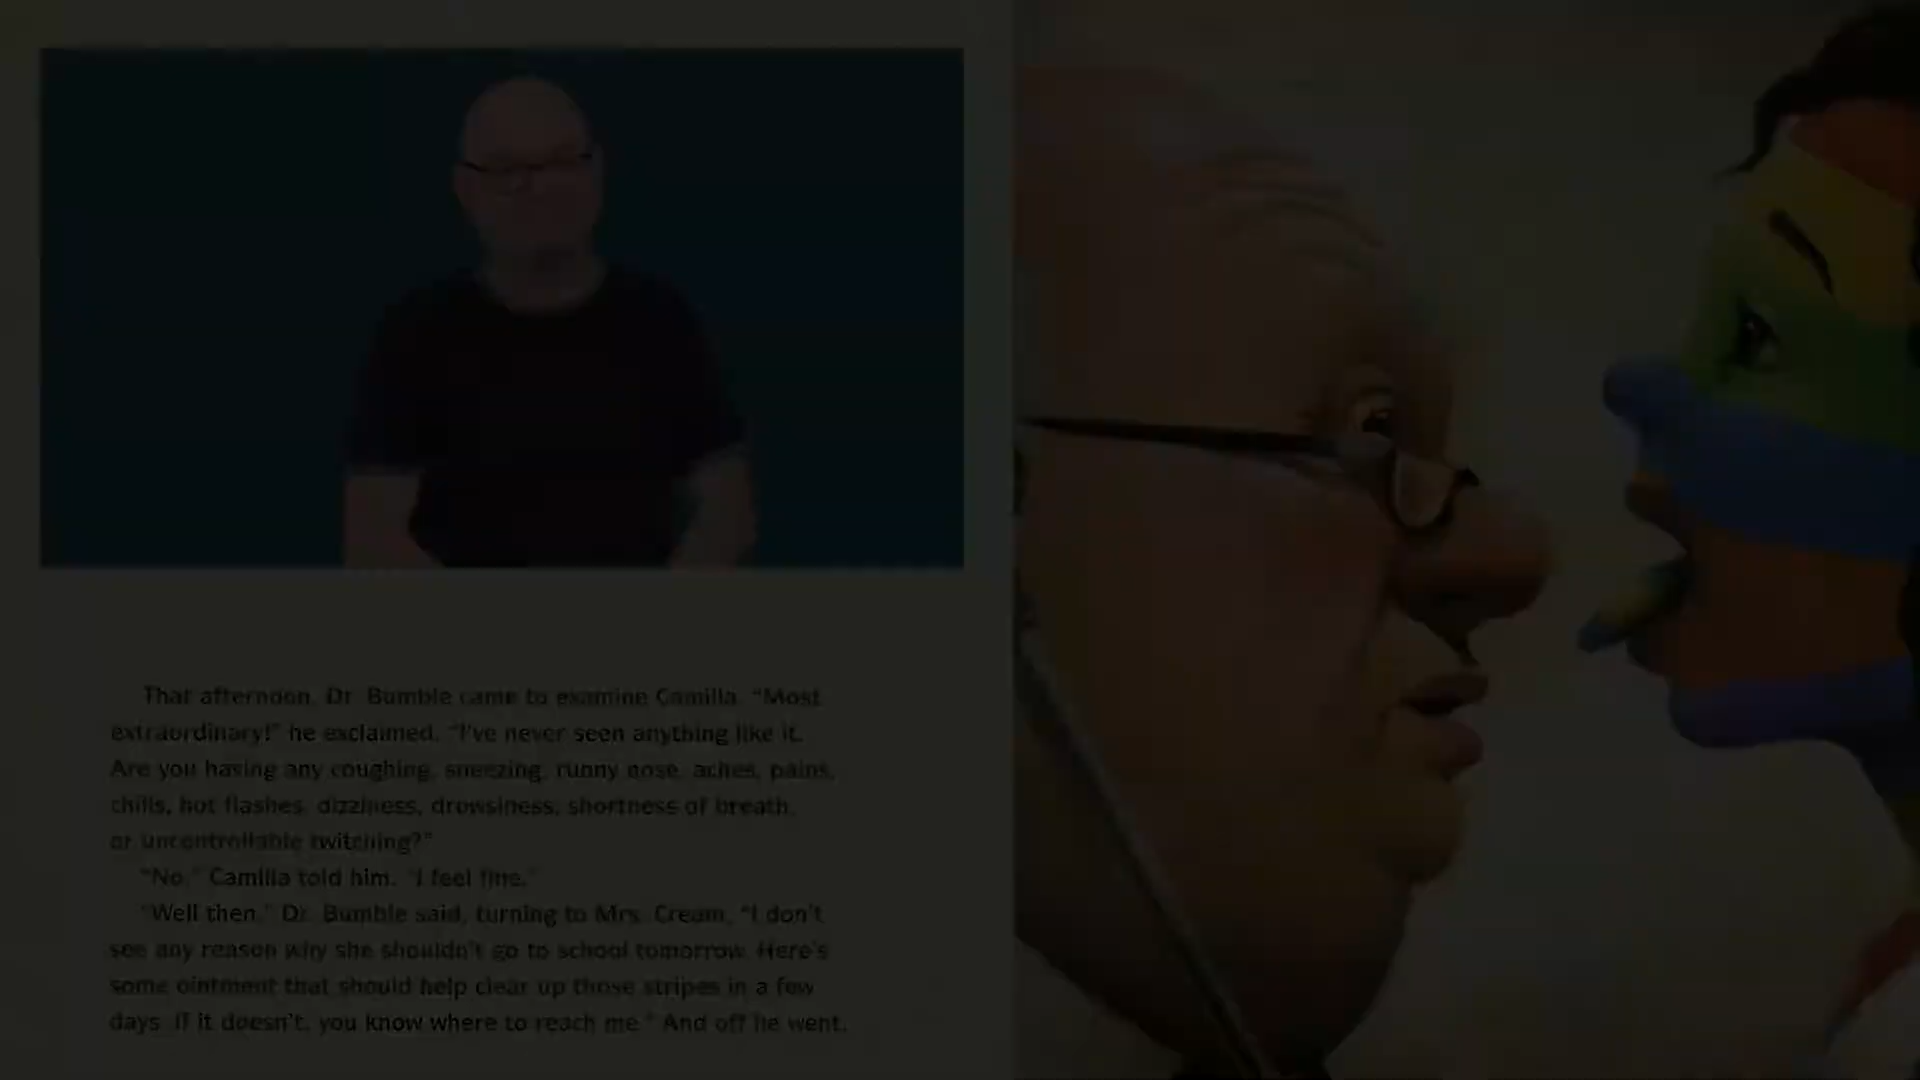 That afternoon, Dr. Bumble came to examine Camilla. “Most
extraordinary!” he exclaimed. “I’ve never seen anything like it.
Are you having any coughing, sneezing, runny nose, aches, pains,
chills, hot flashes, dizziness, drowsiness, shortness of breath,
or uncontrollable twitching?”
“No,” Camilla told him. “I feel fine.”
“Well then,” Dr. Bumble said, turning to Mrs. Cream, “I don’t
see any reason why she shouldn’t go to school tomorrow. Here’s
some ointment that should help clear up those stripes in a few
days. If it doesn’t, you know where to reach me.” And off he went.